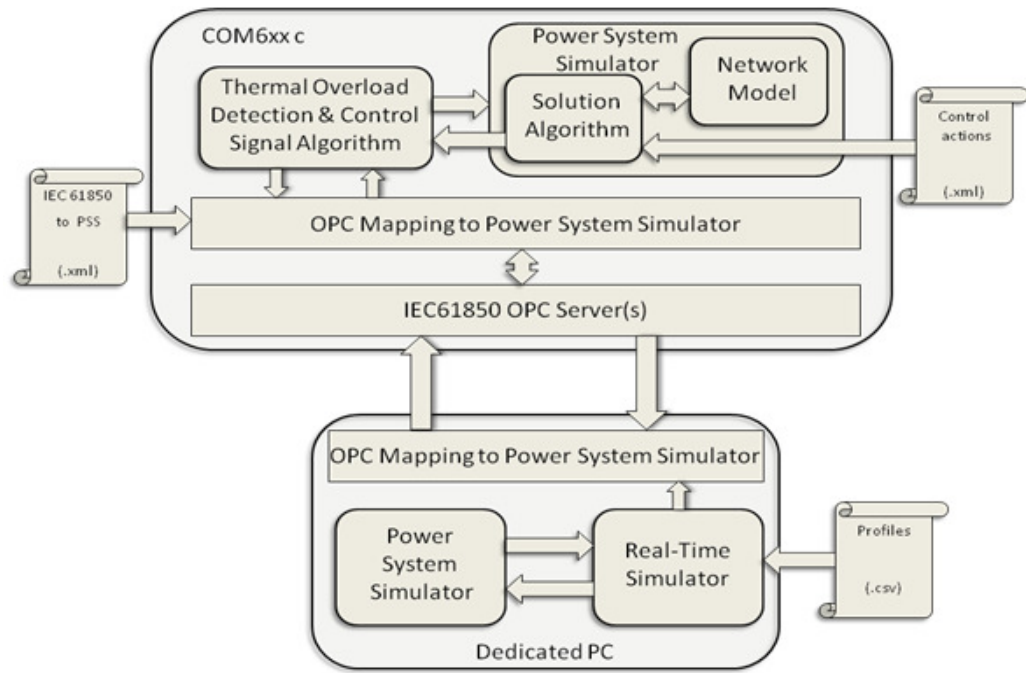 COM6xx c
Power System
Simulator
Network
Model
Thermal Overload
Detection & Control
Signal Algorithm
Solution
Algorithm
Control
actions
{.xml}
IEC 61850
to PSS
{.xml}
OPC Mapping to Power System Simulator
IEC61850 OPC Server(s)
OPC Mapping to Power System Simulator
Power
System
Simulator
Real-Time
Simulator
Profiles
{.csv}
Dedicated PC